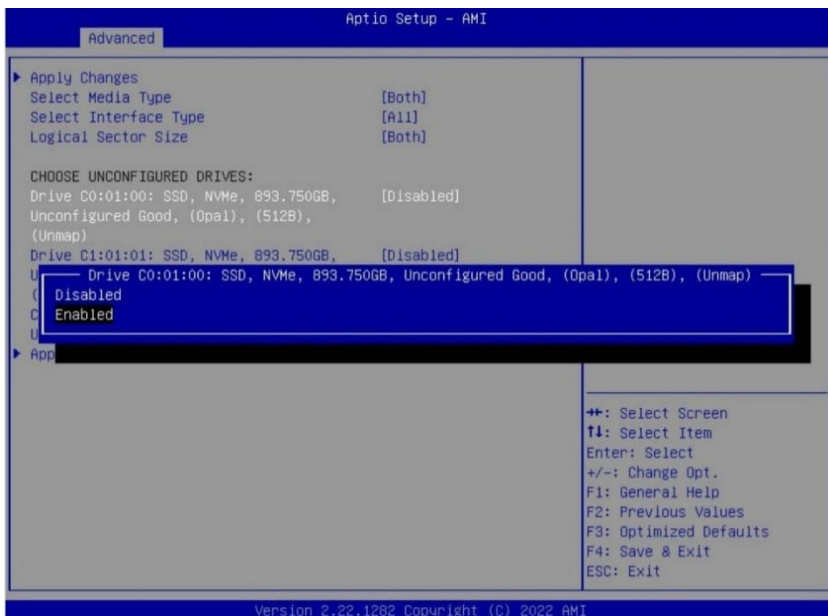 Aptio Setup – AMI
Advanced
Apply Changes
Select Media Type [Both]
Select Interface Type [All]
Logical Sector Size [Both]
CHOOSE UNCONFIGURED DRIVES:
Drive C0:01:00: SSD, NVMe, 893.750GB, [Disabled]
Unconfigured Good, (Opal), (512B),
(Unmap)
Drive C1:01:01: SSD, NVMe, 893.750GB, [Disabled]
U
Drive C0:01:00: SSD, NVMe, 893.750GB, Unconfigured Good, (Opal), (512B), (Unmap)
( Disabled
C Enabled
U
App
→←: Select Screen
↑↓: Select Item
Enter: Select
+/-: Change Opt.
F1: General Help
F2: Previous Values
F3: Optimized Defaults
F4: Save & Exit
ESC: Exit
Version 2.22.1282 Copyright (C) 2022 AMI